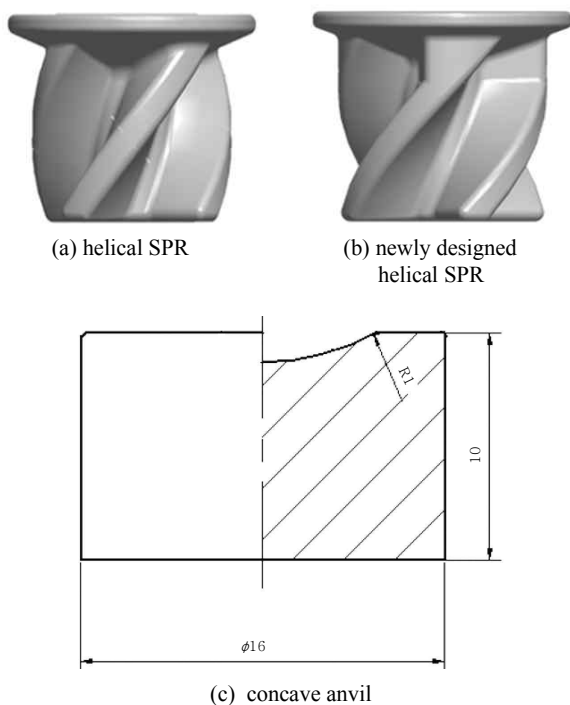 (a) helical SPR
(b) newly designed
helical SPR
R1
10
ϕ16
(c) concave anvil